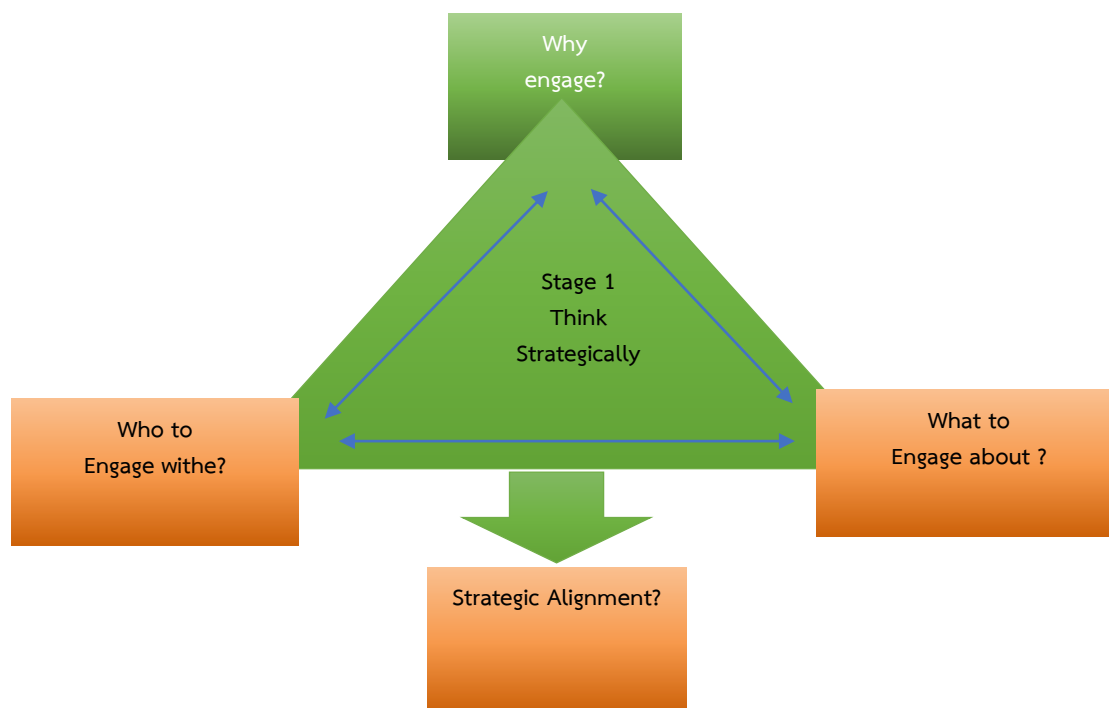 Why
engage?
Stage 1
Think
Strategically
Who to
Engage withe?
What to
Engage about ?
Strategic Alignment?